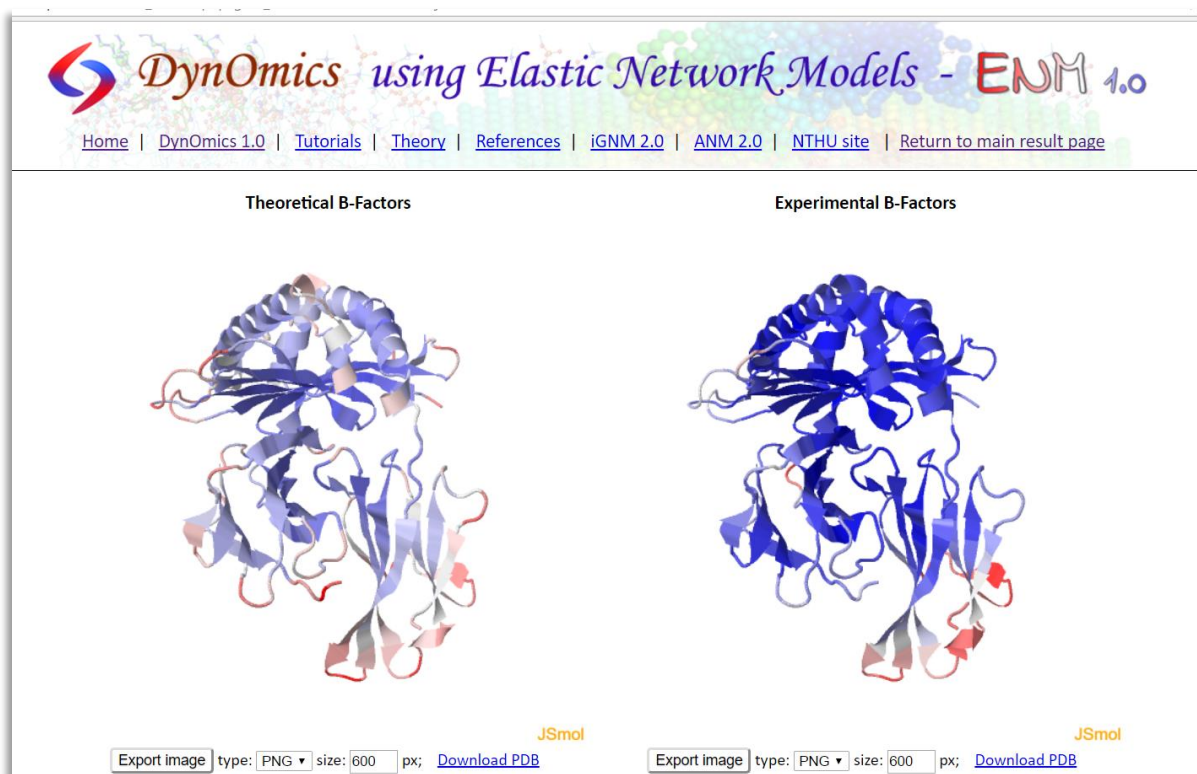 DynOmics using Elastic Network Models - ENM 1.0
Home | DynOmics 1.0 | Tutorials | Theory | References | iGNM 2.0 | ANM 2.0 | NTHU site | Return to main result page
Theoretical B-Factors Experimental B-Factors
JSmol JSmol
Export image type: PNG size: 600 px; Download PDB Export image type: PNG size: 600 px; Download PDB